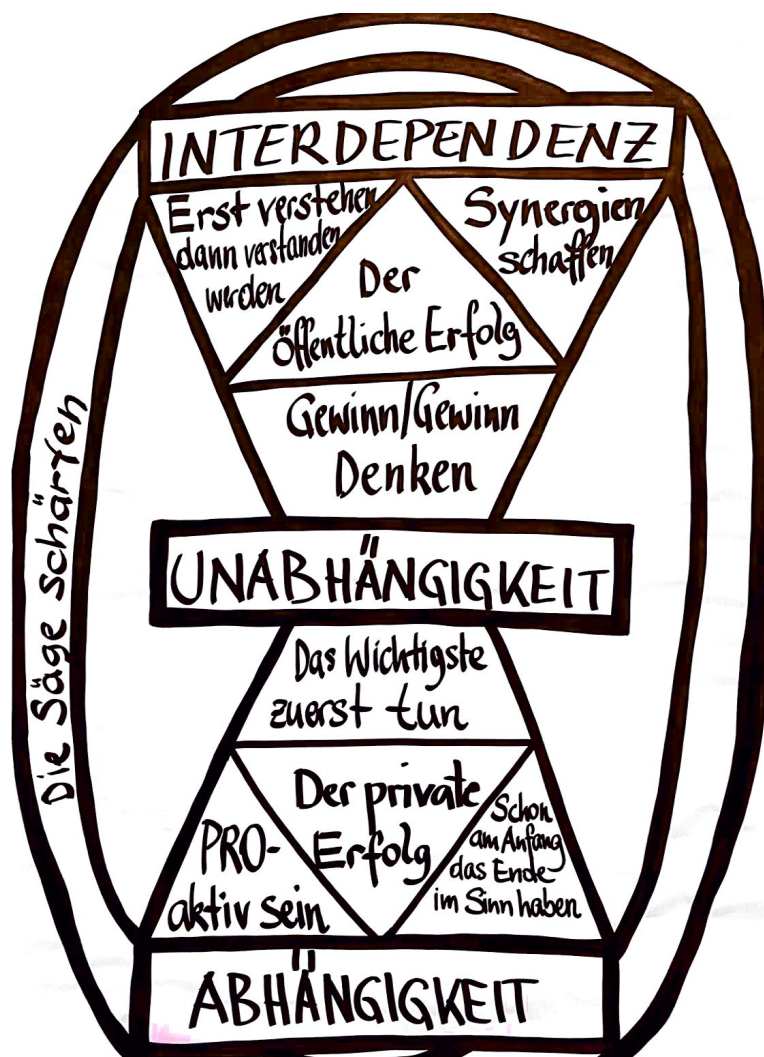 INTERDEPENDENZ
Erst verstehen
dann verstanden
werden
Synergien
schaffen
Der
öffentliche Erfolg
Gewinn/Gewinn
Denken
Die Säge schärfen
UNABHÄNGIGKEIT
Das Wichtigste
zuerst tun
Der private
Erfolg
PRO-
aktiv sein
Schon
am Anfang
das Ende
im Sinn haben
ABHÄNGIGKEIT